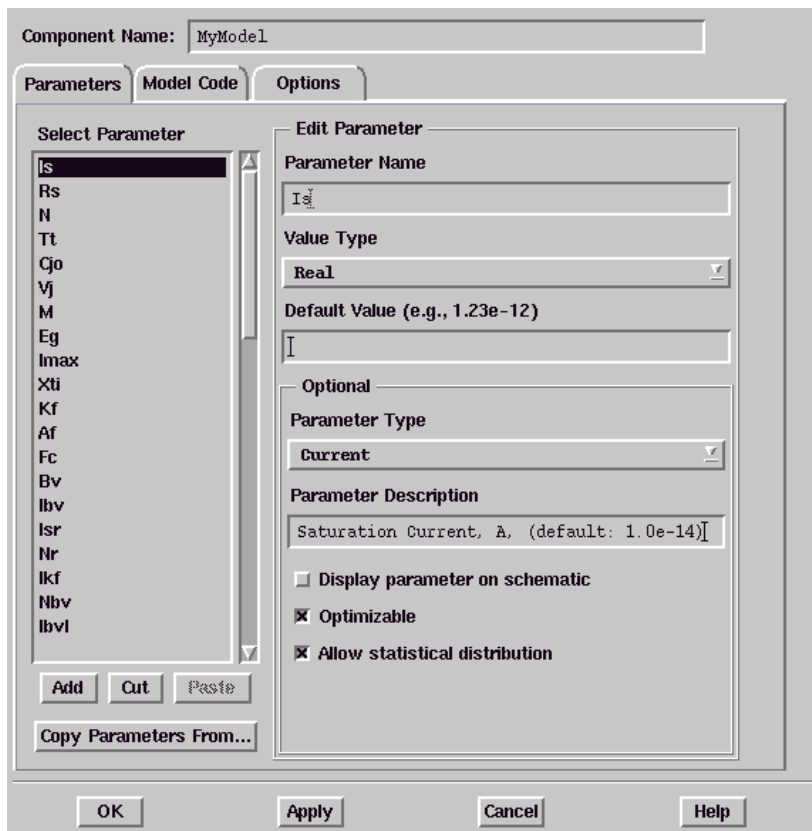 Component Name: MyModel
Parameters Model Code Options
Select Parameter
Is
Rs
N
Tt
Cjo
Vj
M
Eg
Imax
Xti
Kf
Af
Fc
Bv
Ibv
Isr
Nr
Ikf
Nbv
Ibvl
Add Cut Paste
Copy Parameters From...
Edit Parameter
Parameter Name
Is
Value Type
Real
Default Value (e.g., 1.23e-12)
Optional
Parameter Type
Current
Parameter Description
Saturation Current, A, (default: 1.0e-14)
Display parameter on schematic
Optimizable
Allow statistical distribution
OK Apply Cancel Help